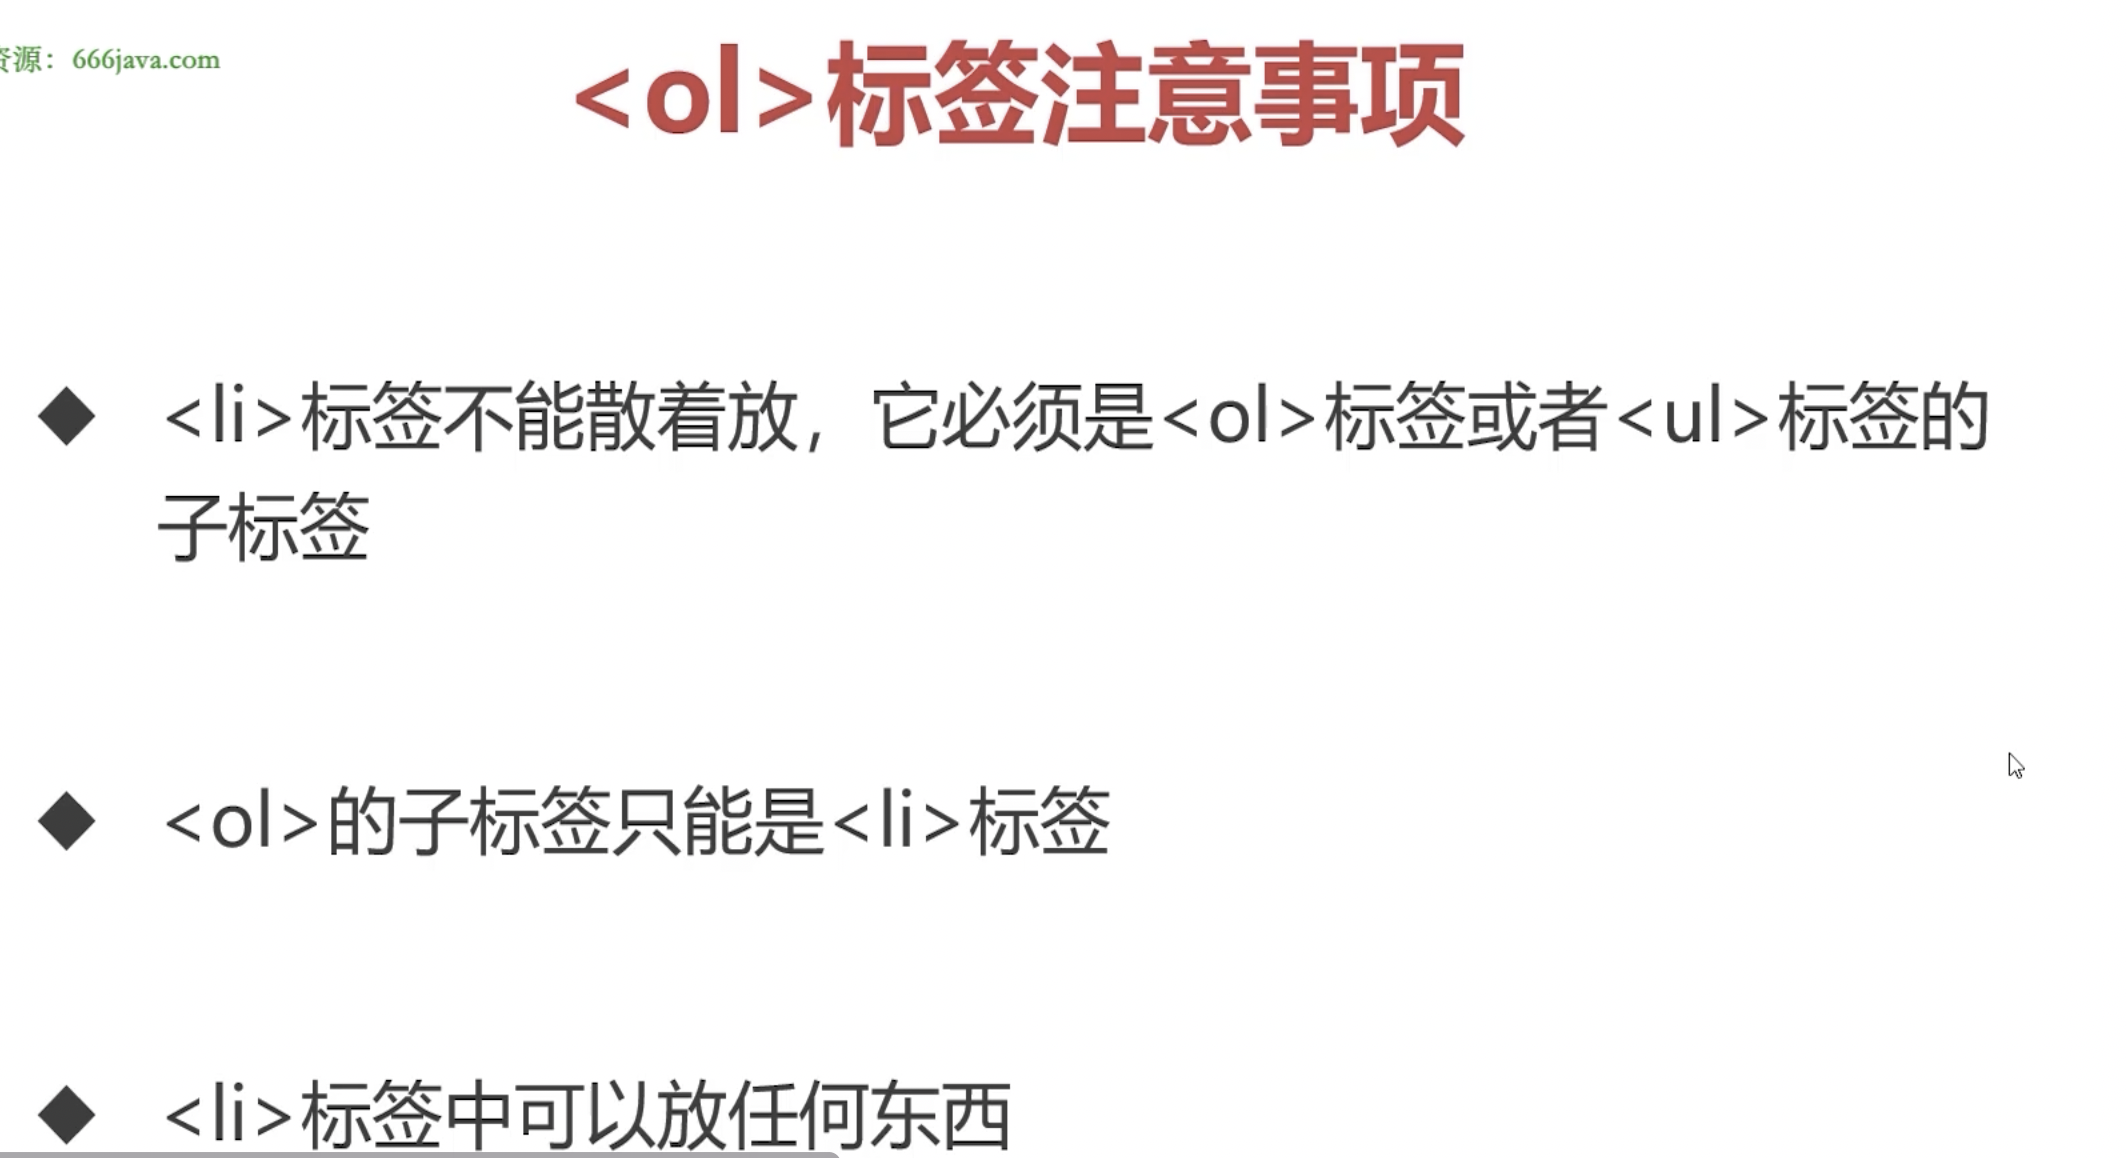 资源：666java.com
<ol>标签注意事项
◆ <li>标签不能散着放，它必须是<ol>标签或者<ul>标签的
子标签
◆ <ol>的子标签只能是<li>标签
◆ <li>标签中可以放任何东西